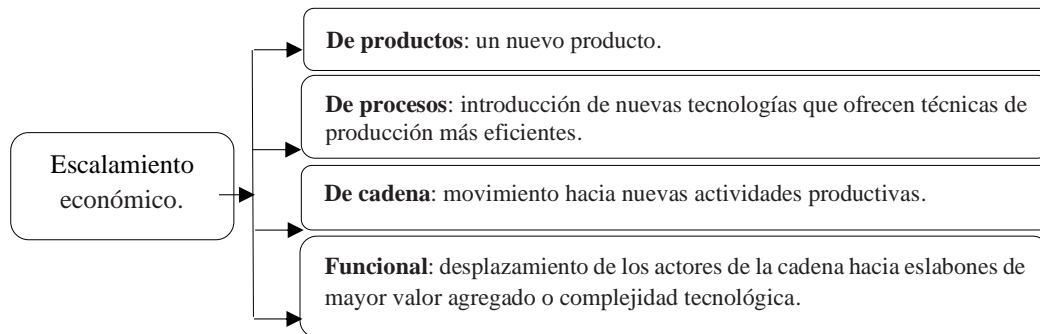 Escalamiento
económico.
De productos: un nuevo producto.
De procesos: introducción de nuevas tecnologías que ofrecen técnicas de
producción más eficientes.
De cadena: movimiento hacia nuevas actividades productivas.
Funcional: desplazamiento de los actores de la cadena hacia eslabones de
mayor valor agregado o complejidad tecnológica.